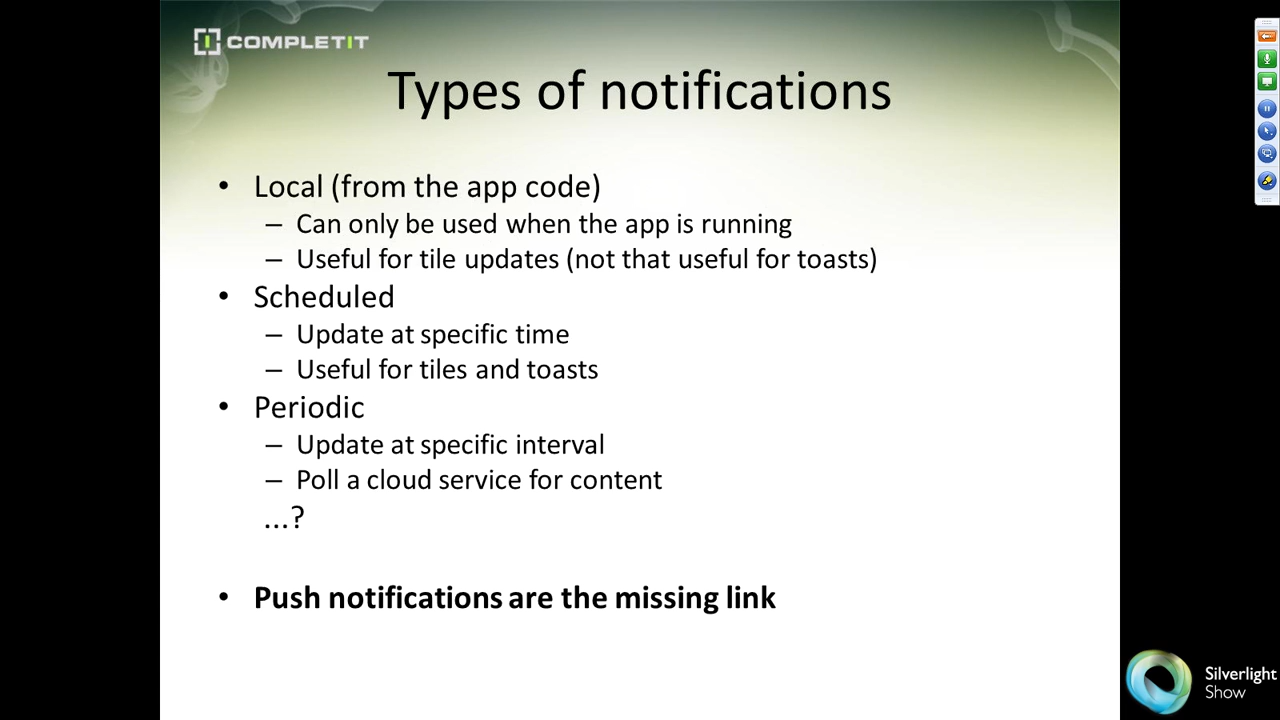 COMPLETIT
Types of notifications
• Local (from the app code)
– Can only be used when the app is running
– Useful for tile updates (not that useful for toasts)
• Scheduled
– Update at specific time
– Useful for tiles and toasts
• Periodic
– Update at specific interval
– Poll a cloud service for content
...?
• Push notifications are the missing link
Silverlight
Show